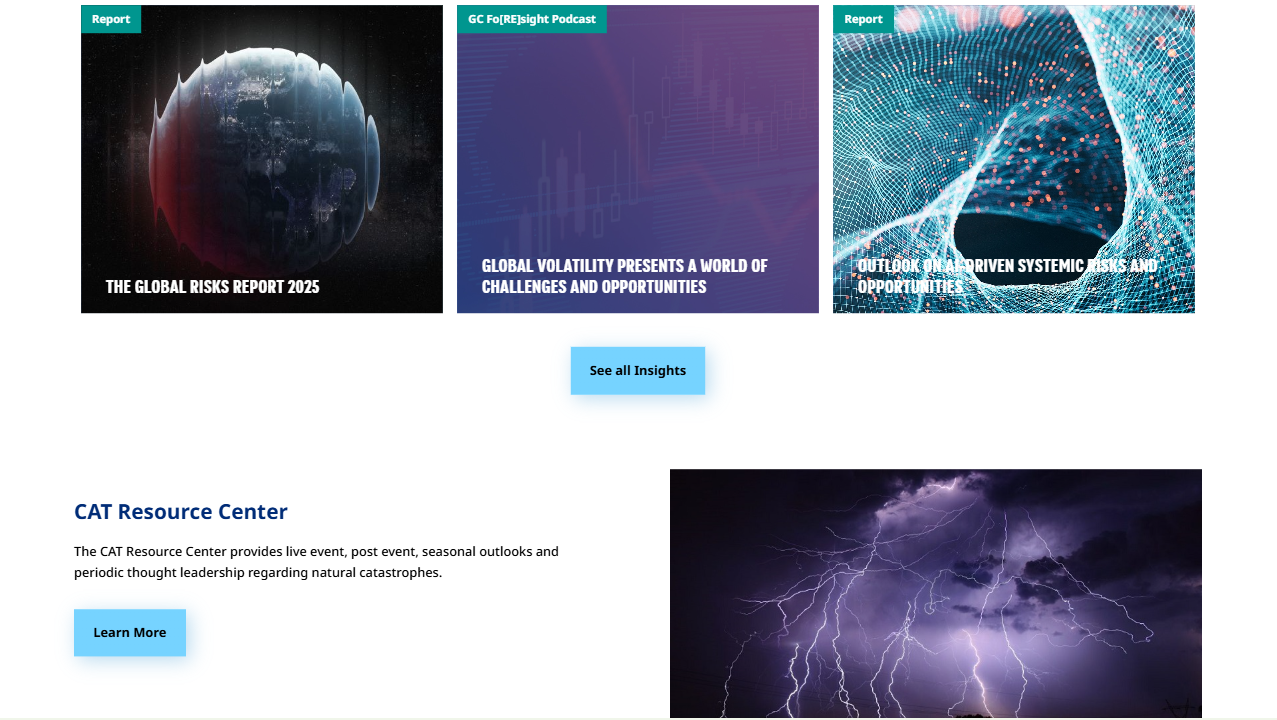 Report
THE GLOBAL RISKS REPORT 2025
GC Fo[RE]sight Podcast
GLOBAL VOLATILITY PRESENTS A WORLD OF
CHALLENGES AND OPPORTUNITIES
Report
OUTLOOK ON AI-DRIVEN SYSTEMIC RISKS AND
OPPORTUNITIES
See all Insights
CAT Resource Center
The CAT Resource Center provides live event, post event, seasonal outlooks and
periodic thought leadership regarding natural catastrophes.
Learn More